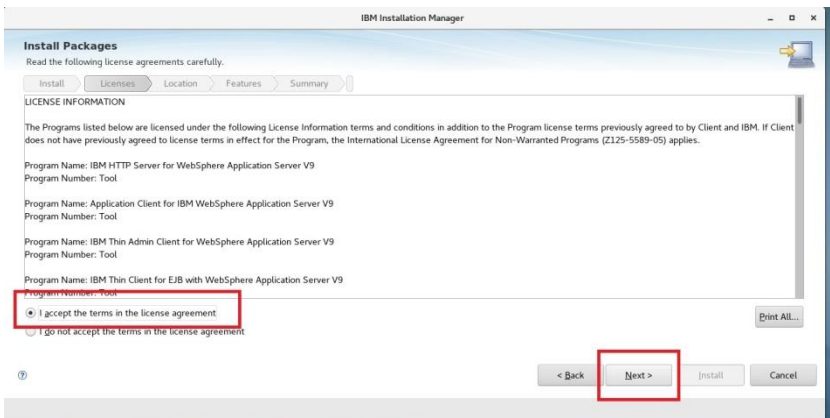 IBM Installation Manager
Install Packages
Read the following license agreements carefully.
Install Licenses Location Features Summary
LICENSE INFORMATION
The Programs listed below are licensed under the following License Information terms and conditions in addition to the Program license terms previously agreed to by Client and IBM. If Client
does not have previously agreed to license terms in effect for the Program, the International License Agreement for Non-Warranted Programs (Z125-5589-05) applies.
Program Name: IBM HTTP Server for WebSphere Application Server V9
Program Number: Tool
Program Name: Application Client for IBM WebSphere Application Server V9
Program Number: Tool
Program Name: IBM Thin Admin Client for WebSphere Application Server V9
Program Number: Tool
Program Name: IBM Thin Client for EJB with WebSphere Application Server V9
Program Number: Tool
I accept the terms in the license agreement
I do not accept the terms in the license agreement
Print All...
? < Back Next > Install Cancel